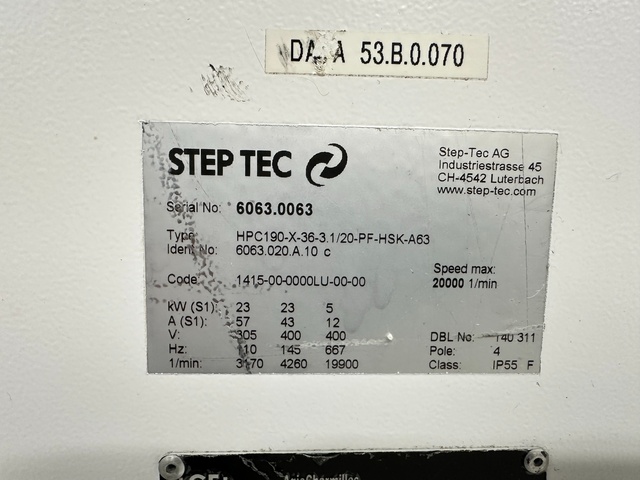 53.B.0.070
STEP TEC
Step-Tec AG
Industriestrasse 45
CH-4542 Luterbach
www.step-tec.com
Serial No: 6063.0063
Type: HPC190-X-36-3.1/20-PF-HSK-A63
Ident No: 6063.020.A.10 c
Code: 1415-00-0000LU-00-00
Speed max:
20000 1/min
kW (S1): 23 23 5
A (S1): 57 43 12
V: 305 400 400
Hz: 110 145 667
1/min: 3170 4260 19900
DBL No: 140 311
Pole: 4
Class: IP55 F